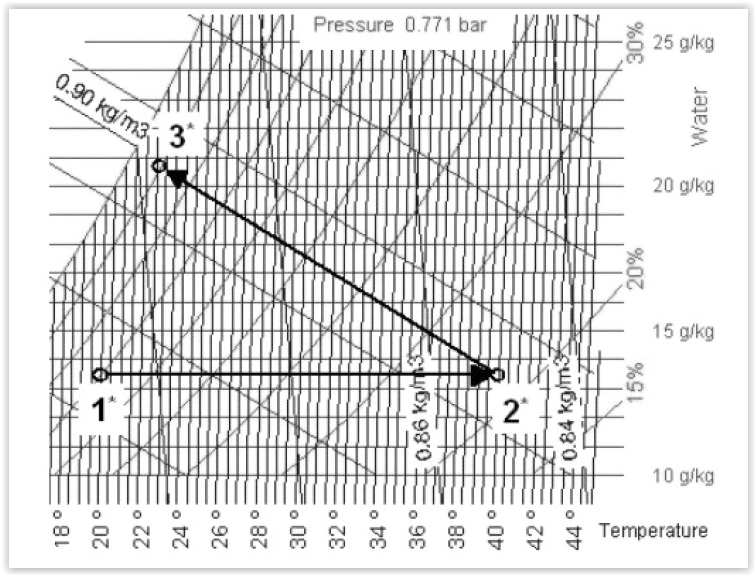 Pressure 0.771 bar
30%
25 g/kg
Water
0.90 kg/m3
3*
20 g/kg
20%
15 g/kg
15%
1*
0.86 kg/m3
2*
0.84 kg/m3
10 g/kg
18° 20° 22° 24° 26° 28° 30° 32° 34° 36° 38° 40° 42° 44° Temperature